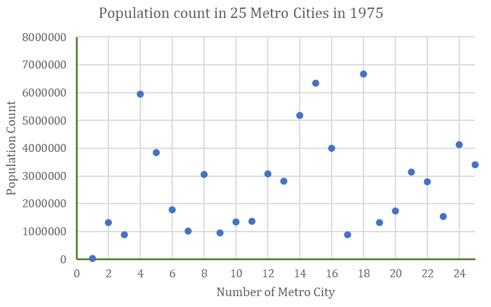 Population count in 25 Metro Cities in 1975
8000000
7000000
6000000
5000000
4000000
3000000
2000000
1000000
0
Population Count
0 2 4 6 8 10 12 14 16 18 20 22 24
Number of Metro City